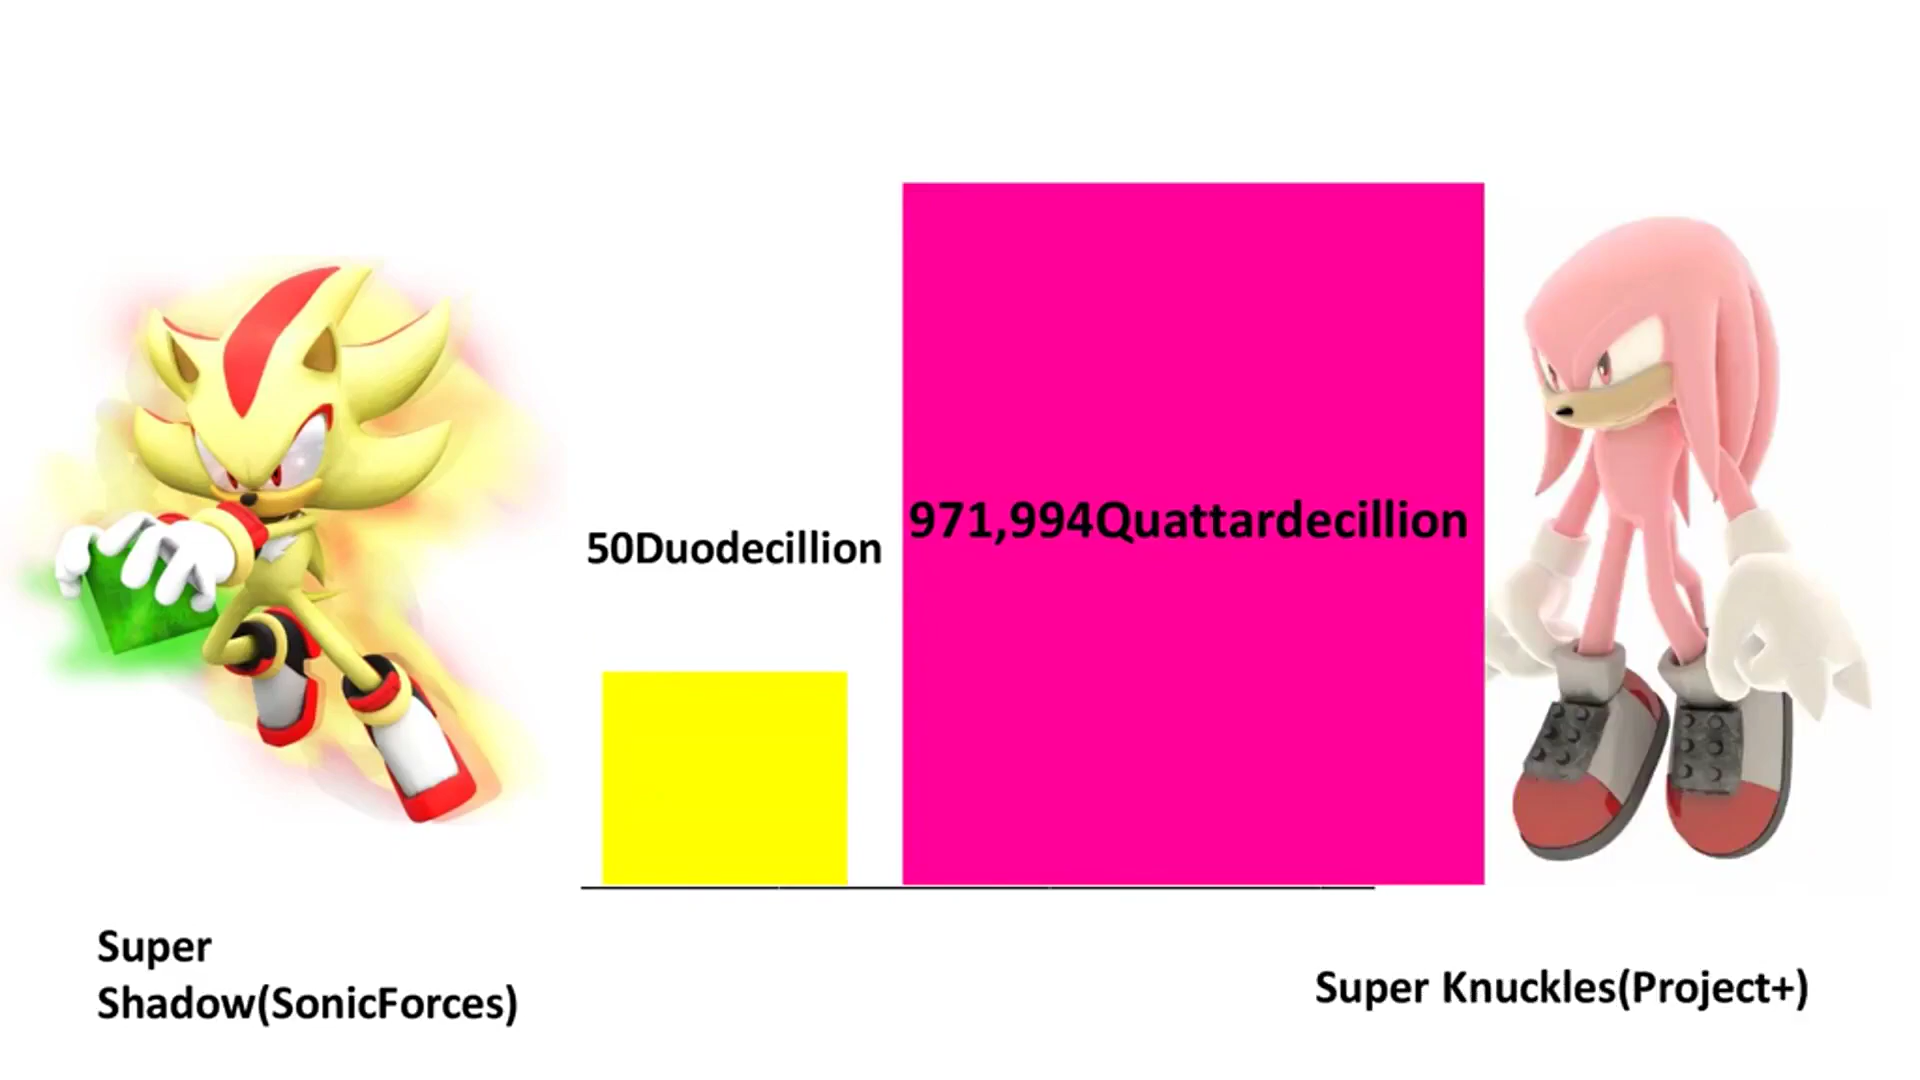 50Duodecillion
971,994Quattardecillion
Super
Shadow(SonicForces)
Super Knuckles(Project+)